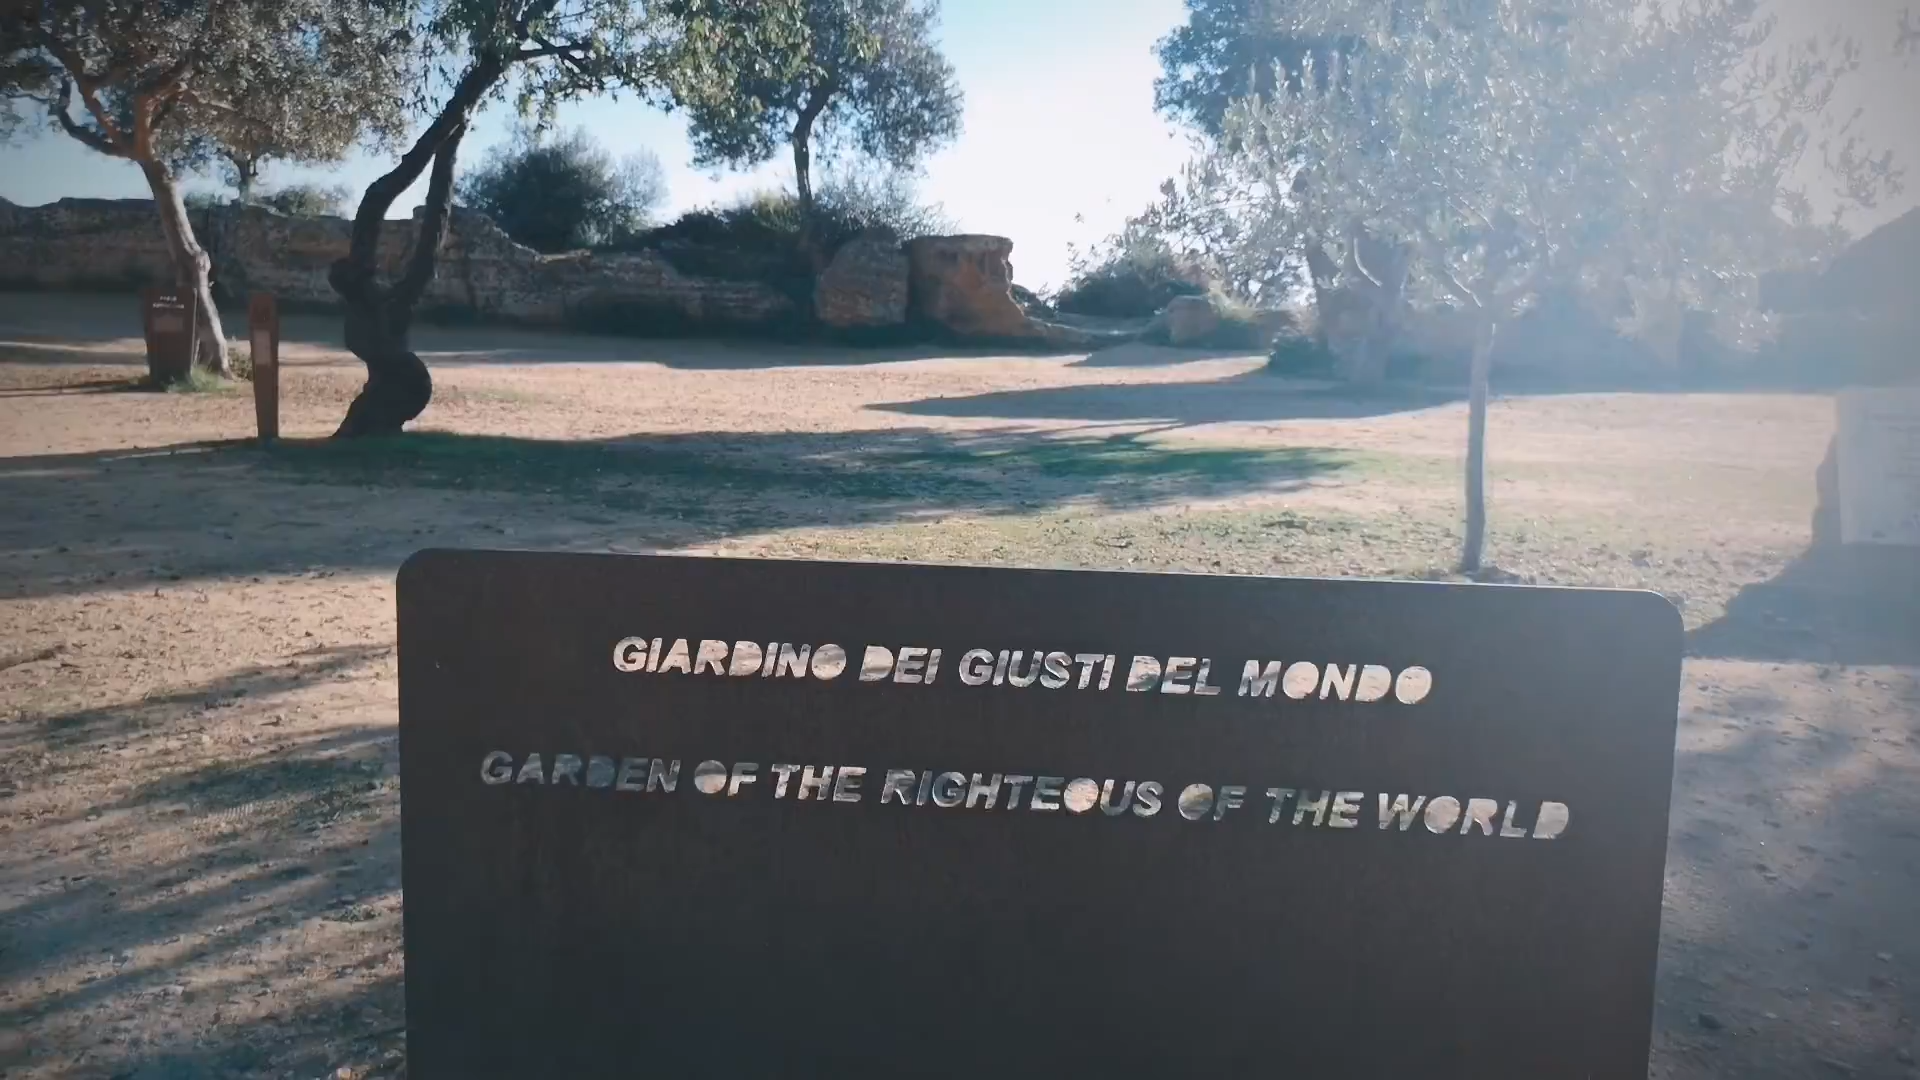 GIARDINO DEI GIUSTI DEL MONDO
GARDEN OF THE RIGHTEOUS OF THE WORLD